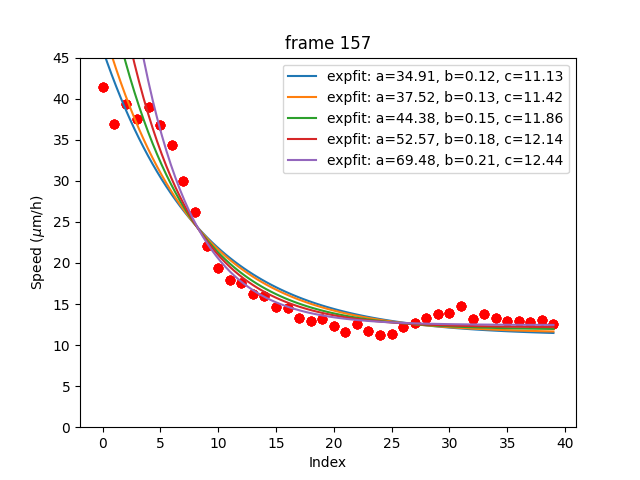 frame 157
45
40
35
30
25
20
15
10
5
0
Speed (μm/h)
expfit: a=34.91, b=0.12, c=11.13
expfit: a=37.52, b=0.13, c=11.42
expfit: a=44.38, b=0.15, c=11.86
expfit: a=52.57, b=0.18, c=12.14
expfit: a=69.48, b=0.21, c=12.44
0 5 10 15 20 25 30 35 40
Index